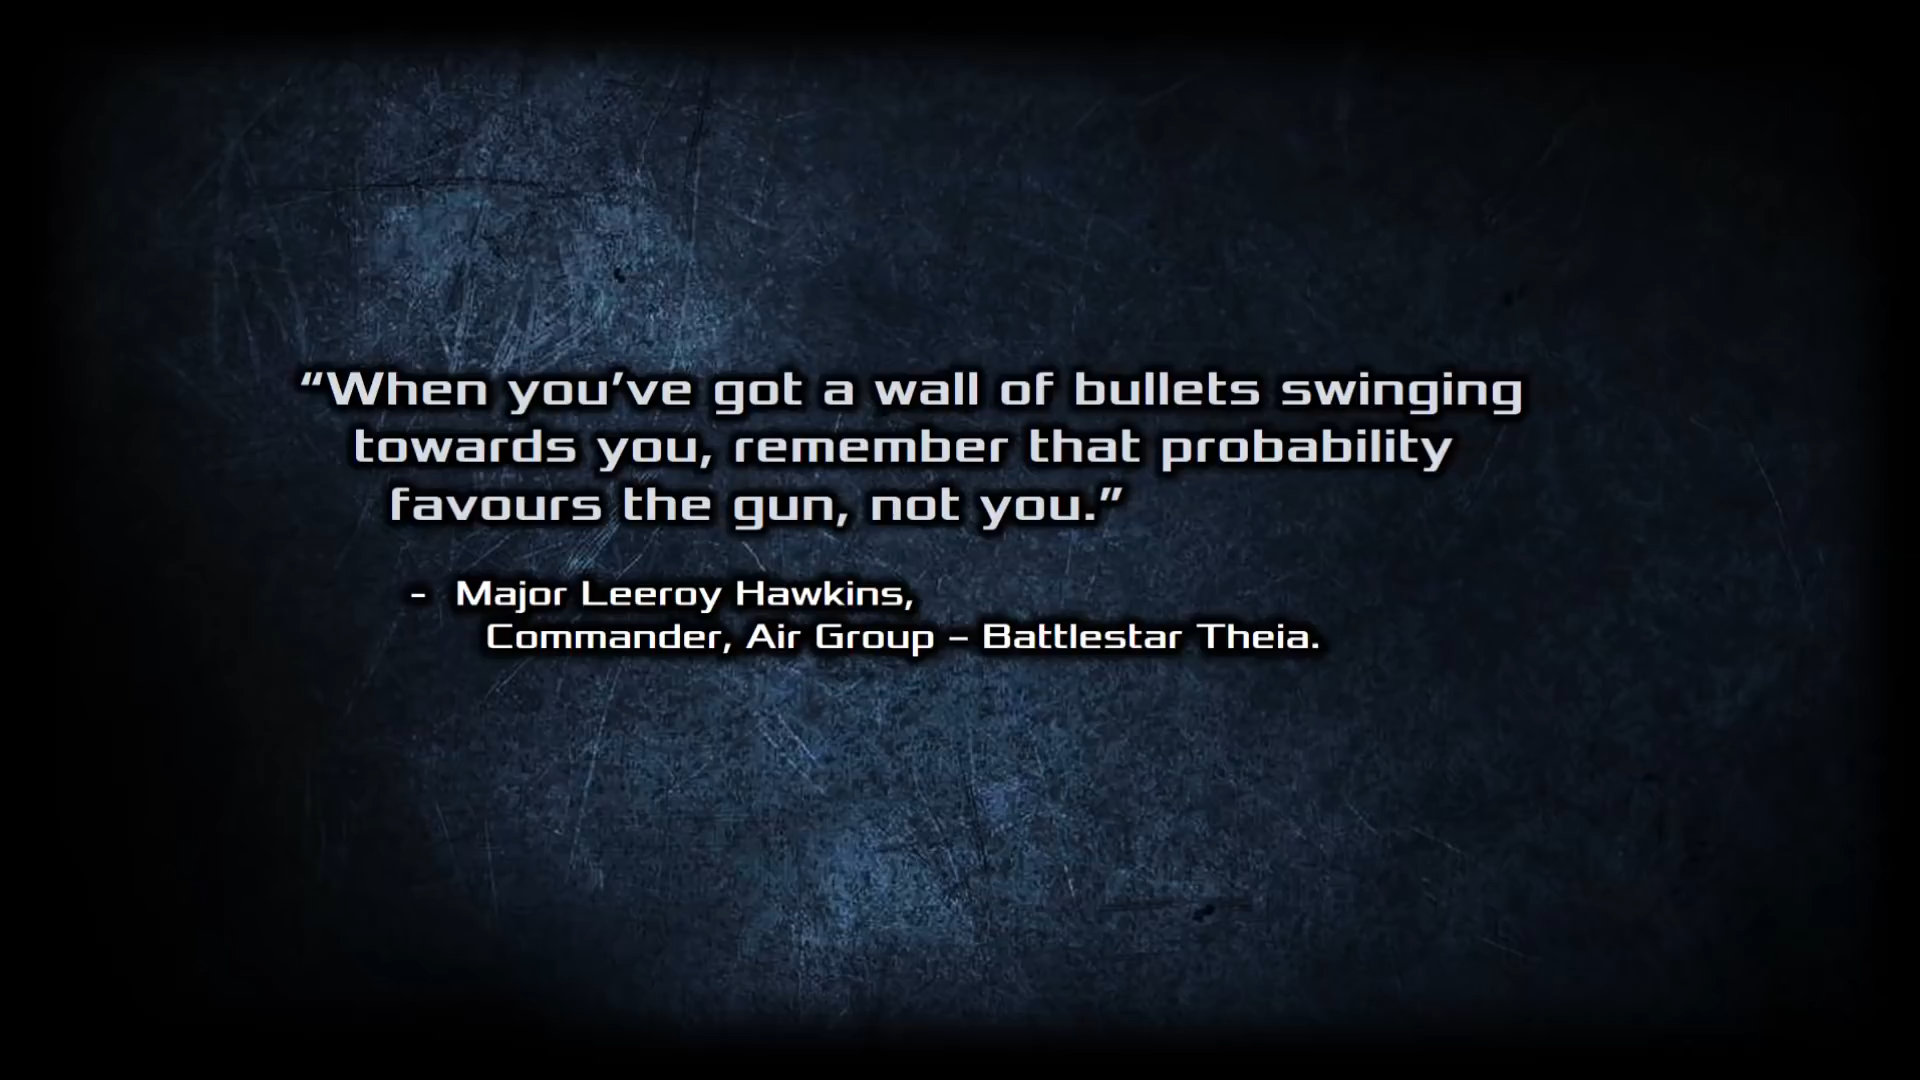 “When you’ve got a wall of bullets swinging
towards you, remember that probability
favours the gun, not you.”
- Major Leeroy Hawkins,
Commander, Air Group – Battlestar Theia.